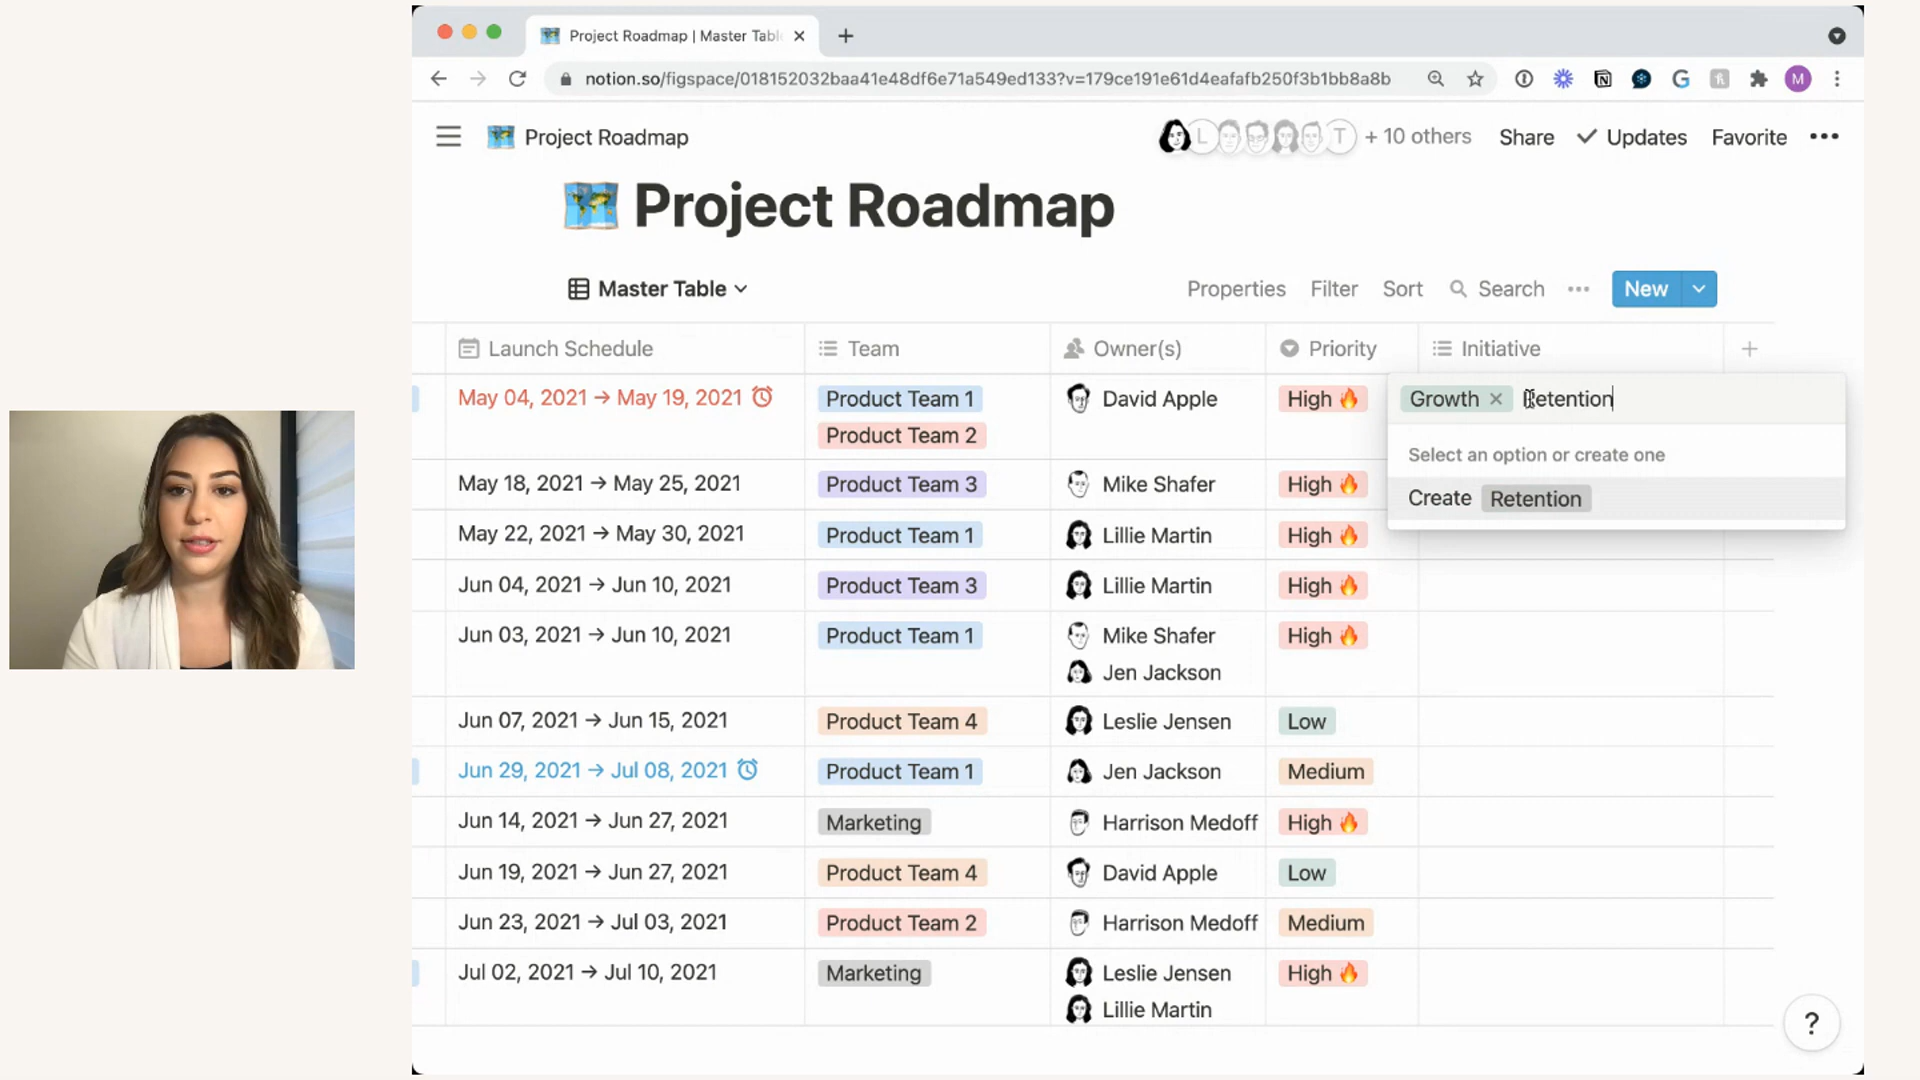 Project Roadmap | Master Tabl
notion.so/figspace/018152032baa41e48df6e71a549ed133?v=179ce191e61d4eafafb250f3b1bb8a8b
M
Project Roadmap
L
T
+ 10 others
Share
Updates
Favorite
Project Roadmap
Master Table
Properties
Filter
Sort
Search
New
Launch Schedule
Team
Owner(s)
Priority
Initiative
May 04, 2021 → May 19, 2021
Product Team 1
Product Team 2
David Apple
High
Growth
Retention
Select an option or create one
Create Retention
May 18, 2021 → May 25, 2021
Product Team 3
Mike Shafer
High
May 22, 2021 → May 30, 2021
Product Team 1
Lillie Martin
High
Jun 04, 2021 → Jun 10, 2021
Product Team 3
Lillie Martin
High
Jun 03, 2021 → Jun 10, 2021
Product Team 1
Mike Shafer
Jen Jackson
High
Jun 07, 2021 → Jun 15, 2021
Product Team 4
Leslie Jensen
Low
Jun 29, 2021 → Jul 08, 2021
Product Team 1
Jen Jackson
Medium
Jun 14, 2021 → Jun 27, 2021
Marketing
Harrison Medoff
High
Jun 19, 2021 → Jun 27, 2021
Product Team 4
David Apple
Low
Jun 23, 2021 → Jul 03, 2021
Product Team 2
Harrison Medoff
Medium
Jul 02, 2021 → Jul 10, 2021
Marketing
Leslie Jensen
Lillie Martin
High
?